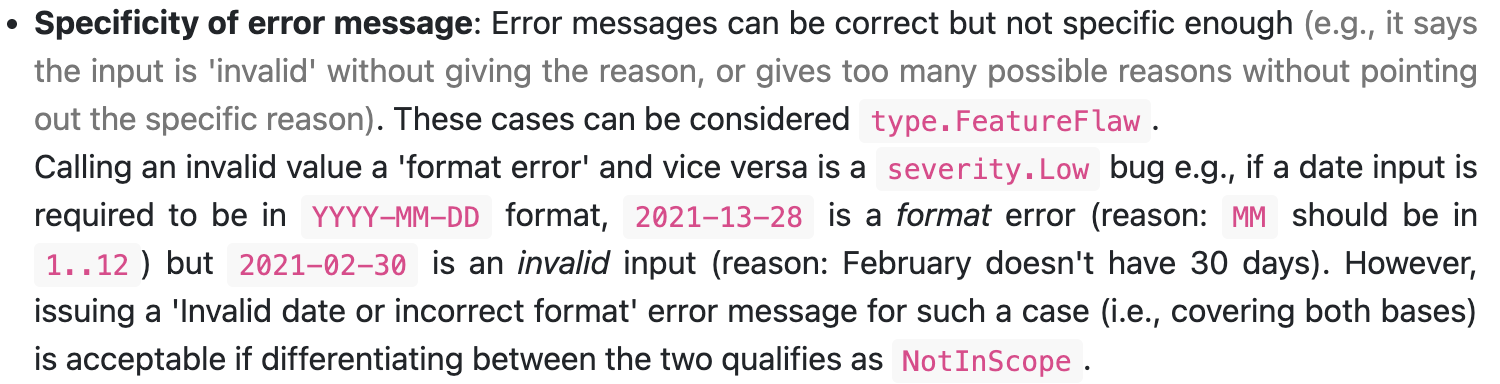 • Specificity of error message: Error messages can be correct but not specific enough (e.g., it says
the input is 'invalid' without giving the reason, or gives too many possible reasons without pointing
out the specific reason). These cases can be considered type.FeatureFlaw .
Calling an invalid value a 'format error' and vice versa is a severity.Low bug e.g., if a date input is
required to be in YYYY-MM-DD format, 2021-13-28 is a format error (reason: MM should be in
1..12 ) but 2021-02-30 is an invalid input (reason: February doesn't have 30 days). However,
issuing a 'Invalid date or incorrect format' error message for such a case (i.e., covering both bases)
is acceptable if differentiating between the two qualifies as NotInScope .